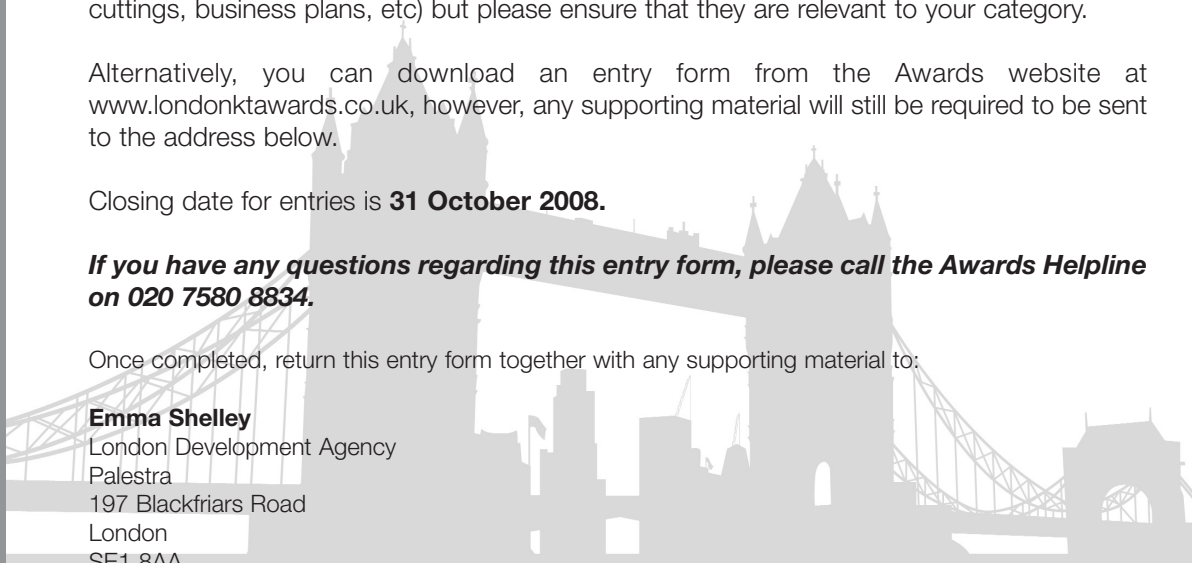 cuttings, business plans, etc) but please ensure that they are relevant to your category.
Alternatively, you can download an entry form from the Awards website at
www.londonktawards.co.uk, however, any supporting material will still be required to be sent
to the address below.
Closing date for entries is 31 October 2008.
If you have any questions regarding this entry form, please call the Awards Helpline
on 020 7580 8834.
Once completed, return this entry form together with any supporting material to:
Emma Shelley
London Development Agency
Palestra
197 Blackfriars Road
London
SE1 8AA